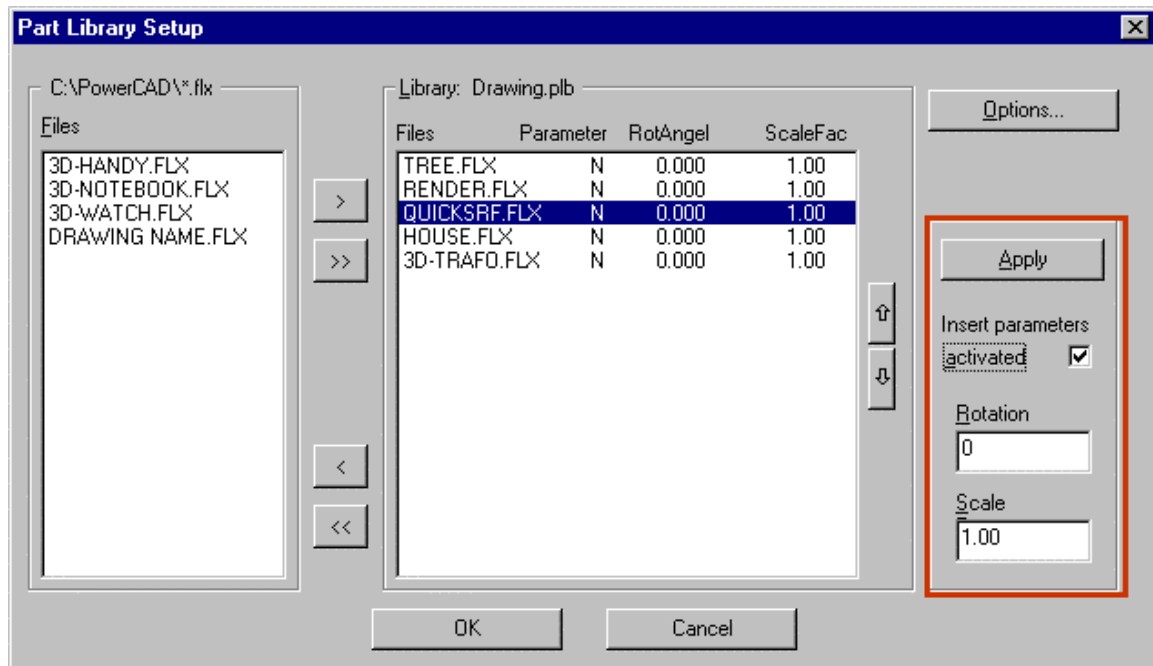 Part Library Setup
C:\PowerCAD\*.flx
Files
3D-HANDY.FLX
3D-NOTEBOOK.FLX
3D-WATCH.FLX
DRAWING NAME.FLX
>
>>
<
<<
Library: Drawing.plb
Files Parameter RotAngel ScaleFac
TREE.FLX N 0.000 1.00
RENDER.FLX N 0.000 1.00
QUICKSRF.FLX N 0.000 1.00
HOUSE.FLX N 0.000 1.00
3D-TRAFO.FLX N 0.000 1.00
Options...
Apply
Insert parameters
activated
Rotation
0
Scale
1.00
OK
Cancel